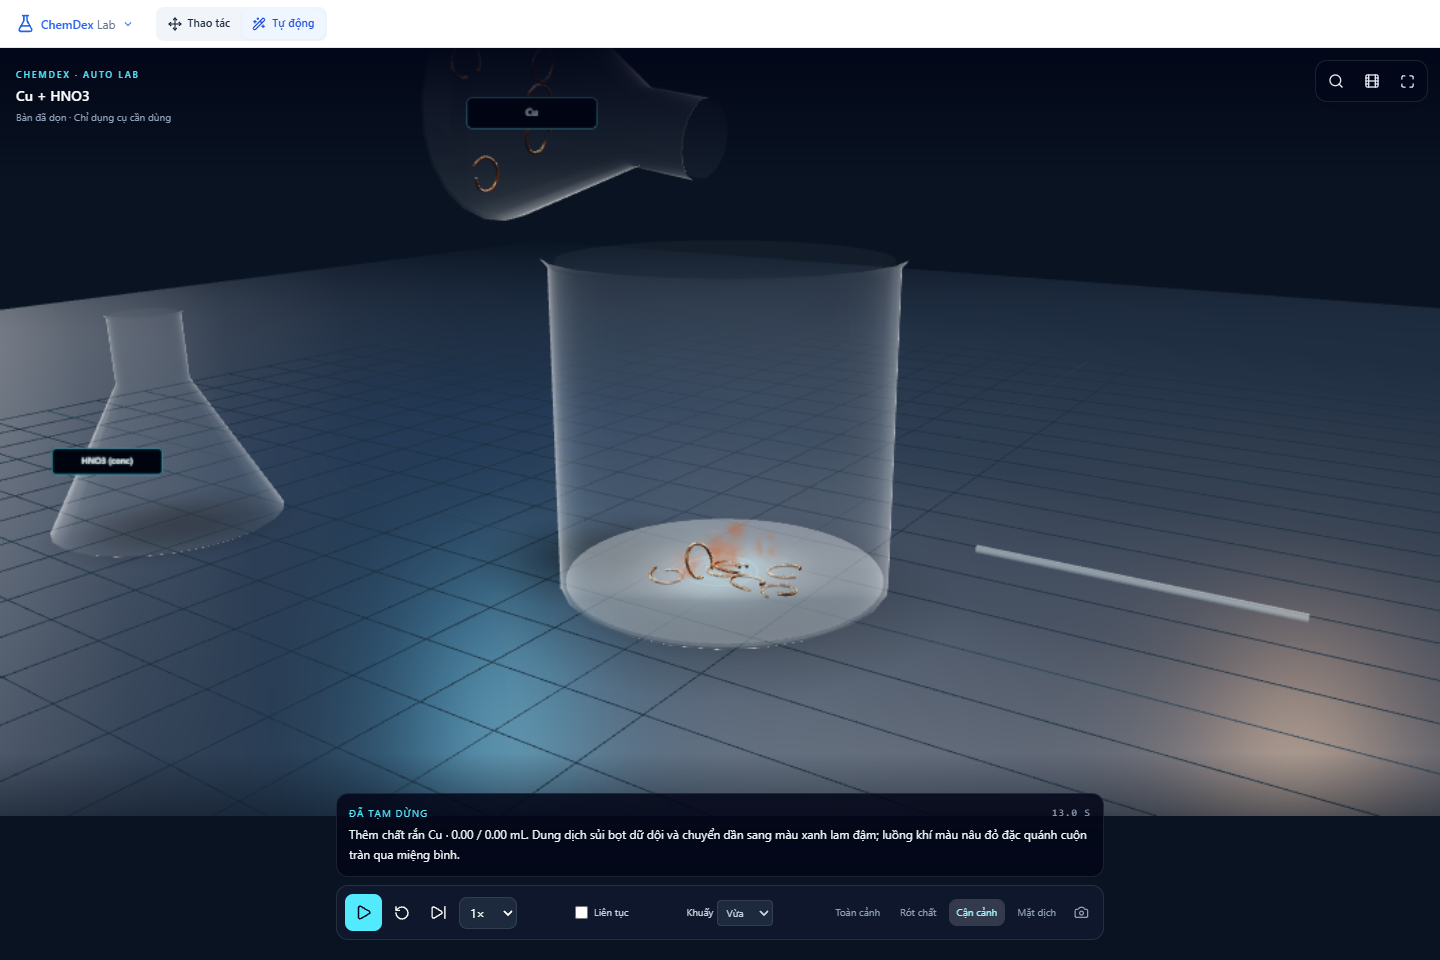 ChemDex Lab
Thao tác
Tự động
CHEMDEX · AUTO LAB
Cu + HNO3
Bàn đã dọn · Chỉ dụng cụ cần dùng
Cu
HNO3 (conc)
ĐÃ TẠM DỪNG
13.0 S
Thêm chất rắn Cu · 0.00 / 0.00 mL. Dung dịch sủi bọt dữ dội và chuyển dần sang màu xanh lam đậm; luồng khí màu nâu đỏ đặc quánh cuộn
tràn qua miệng bình.
1×
Liên tục
Khuấy
Vừa
Toàn cảnh
Rót chất
Cận cảnh
Mặt dịch